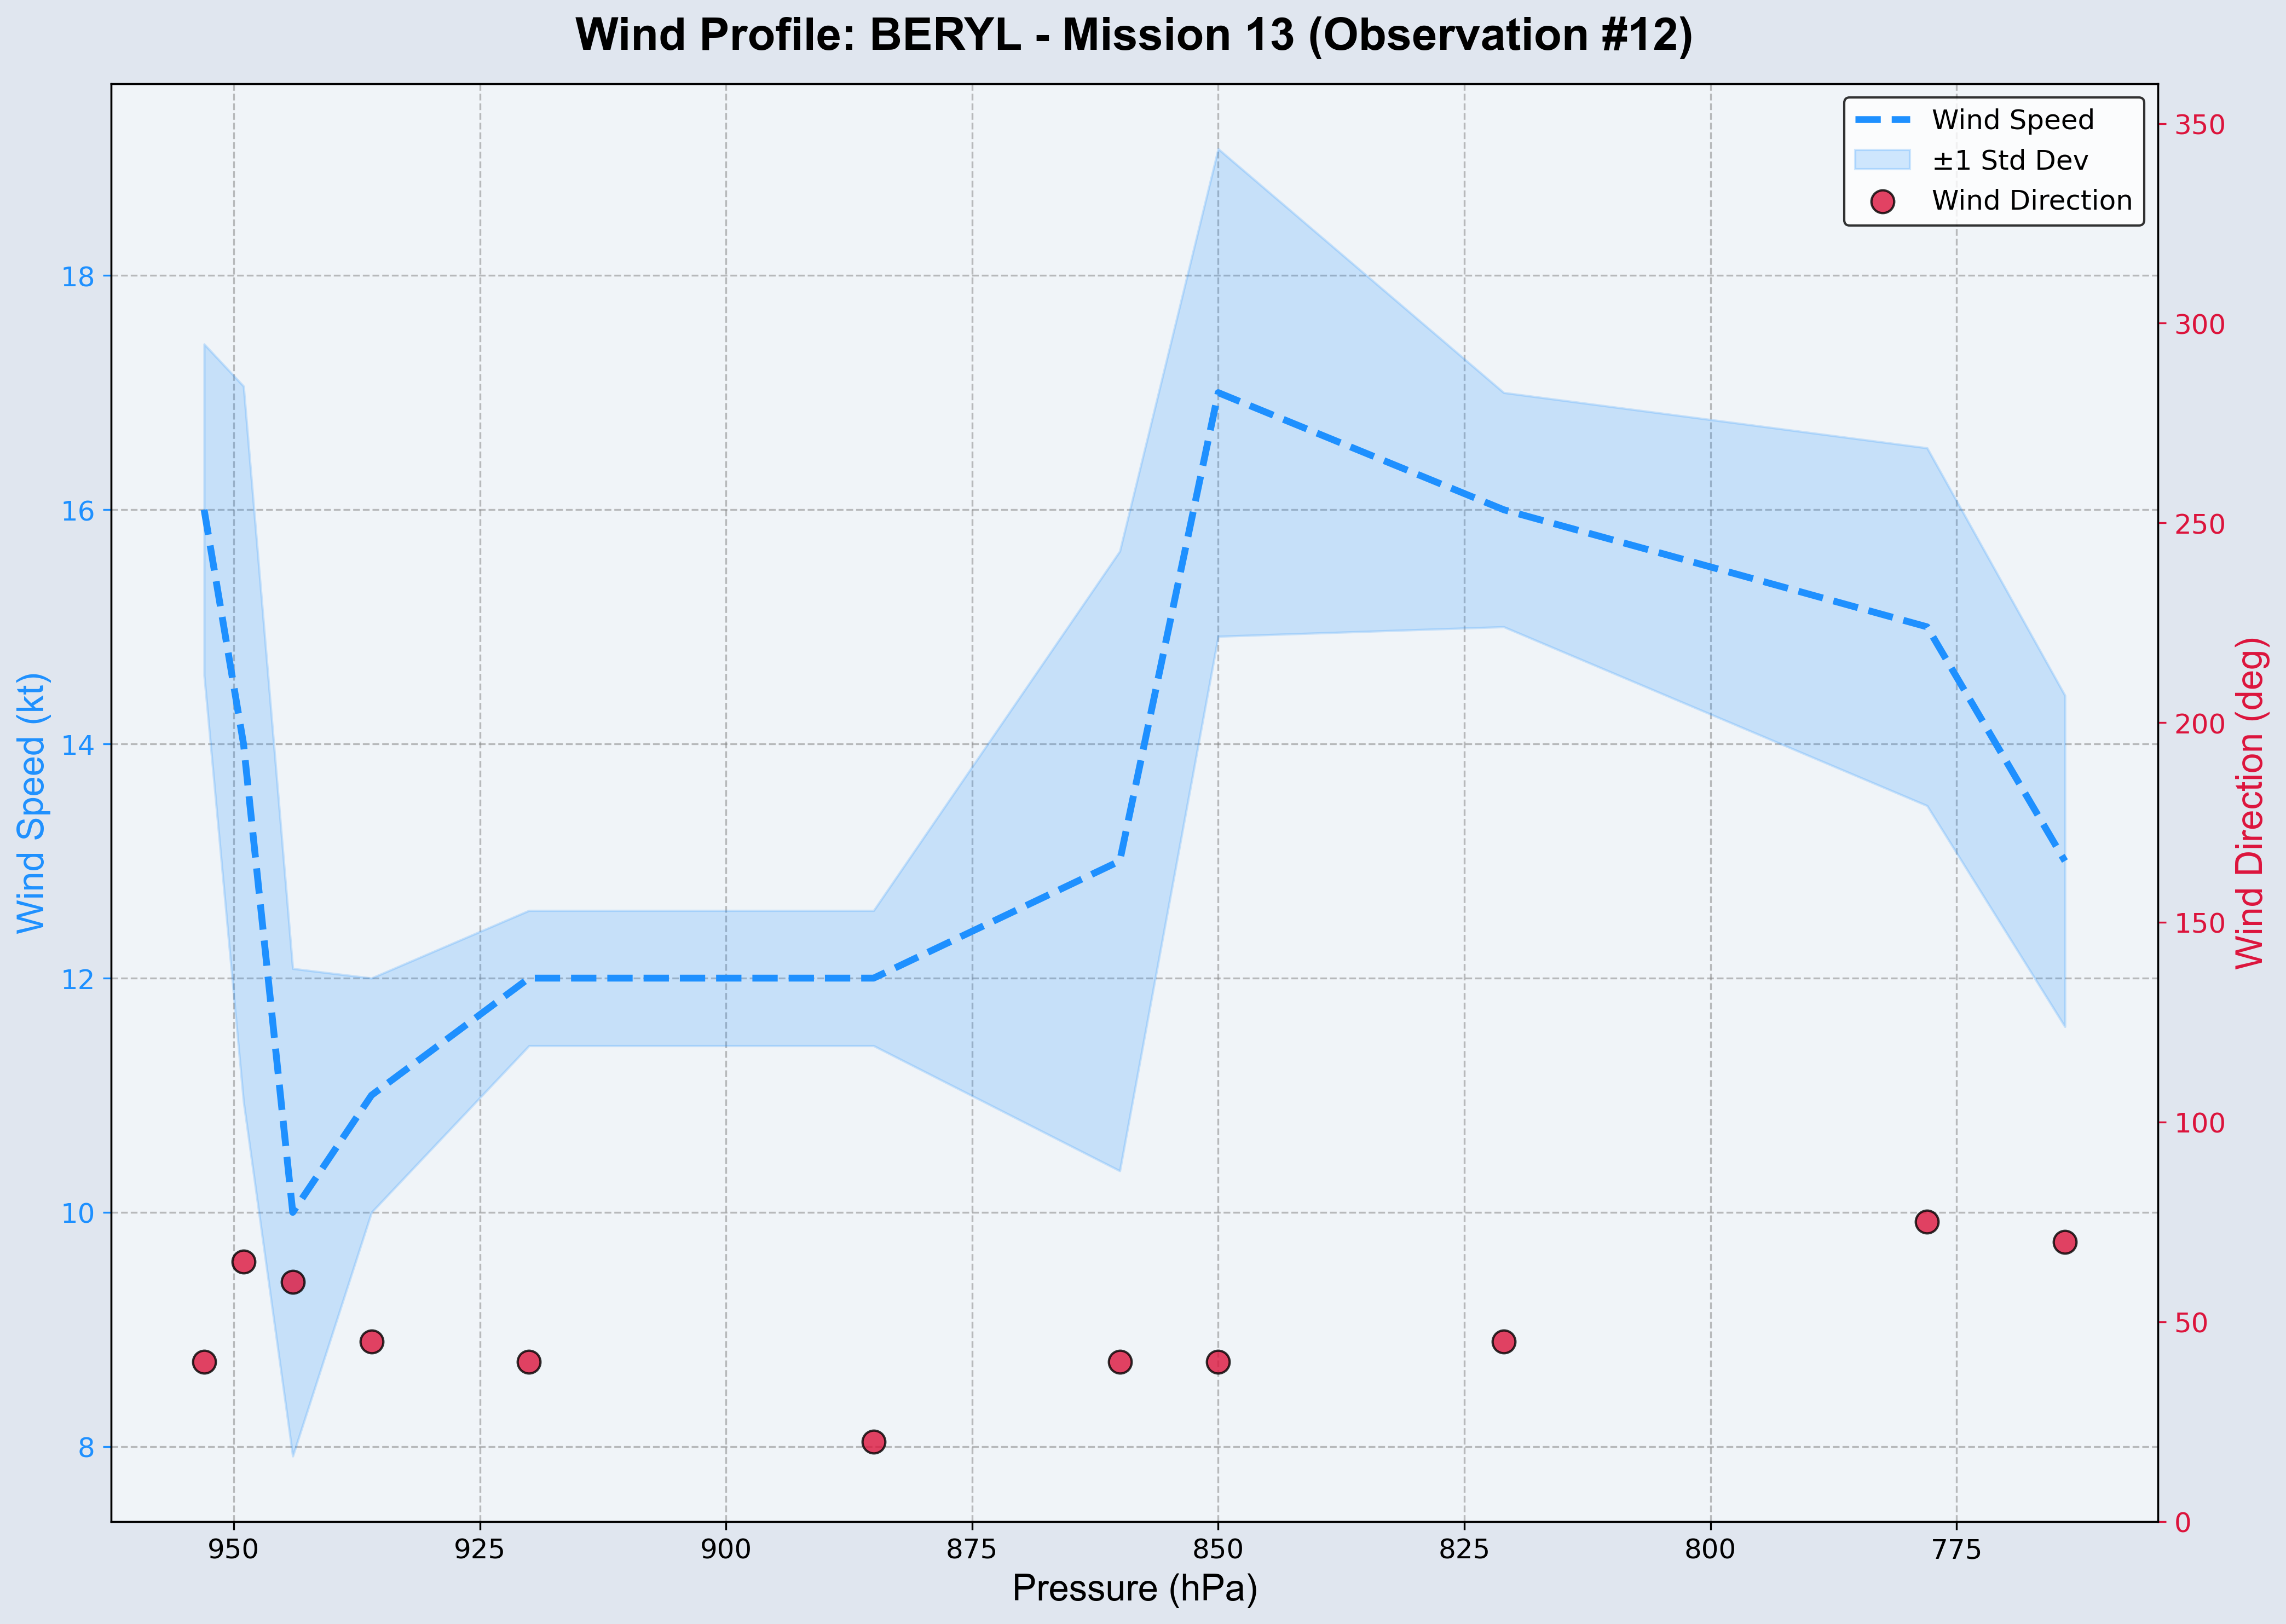 Wind Profile: BERYL - Mission 13 (Observation #12)
Wind Speed
±1 Std Dev
Wind Direction
Wind Speed (kt)
18
16
14
12
10
8
350
300
250
200
150
100
50
0
Wind Direction (deg)
950 925 900 875 850 825 800 775
Pressure (hPa)